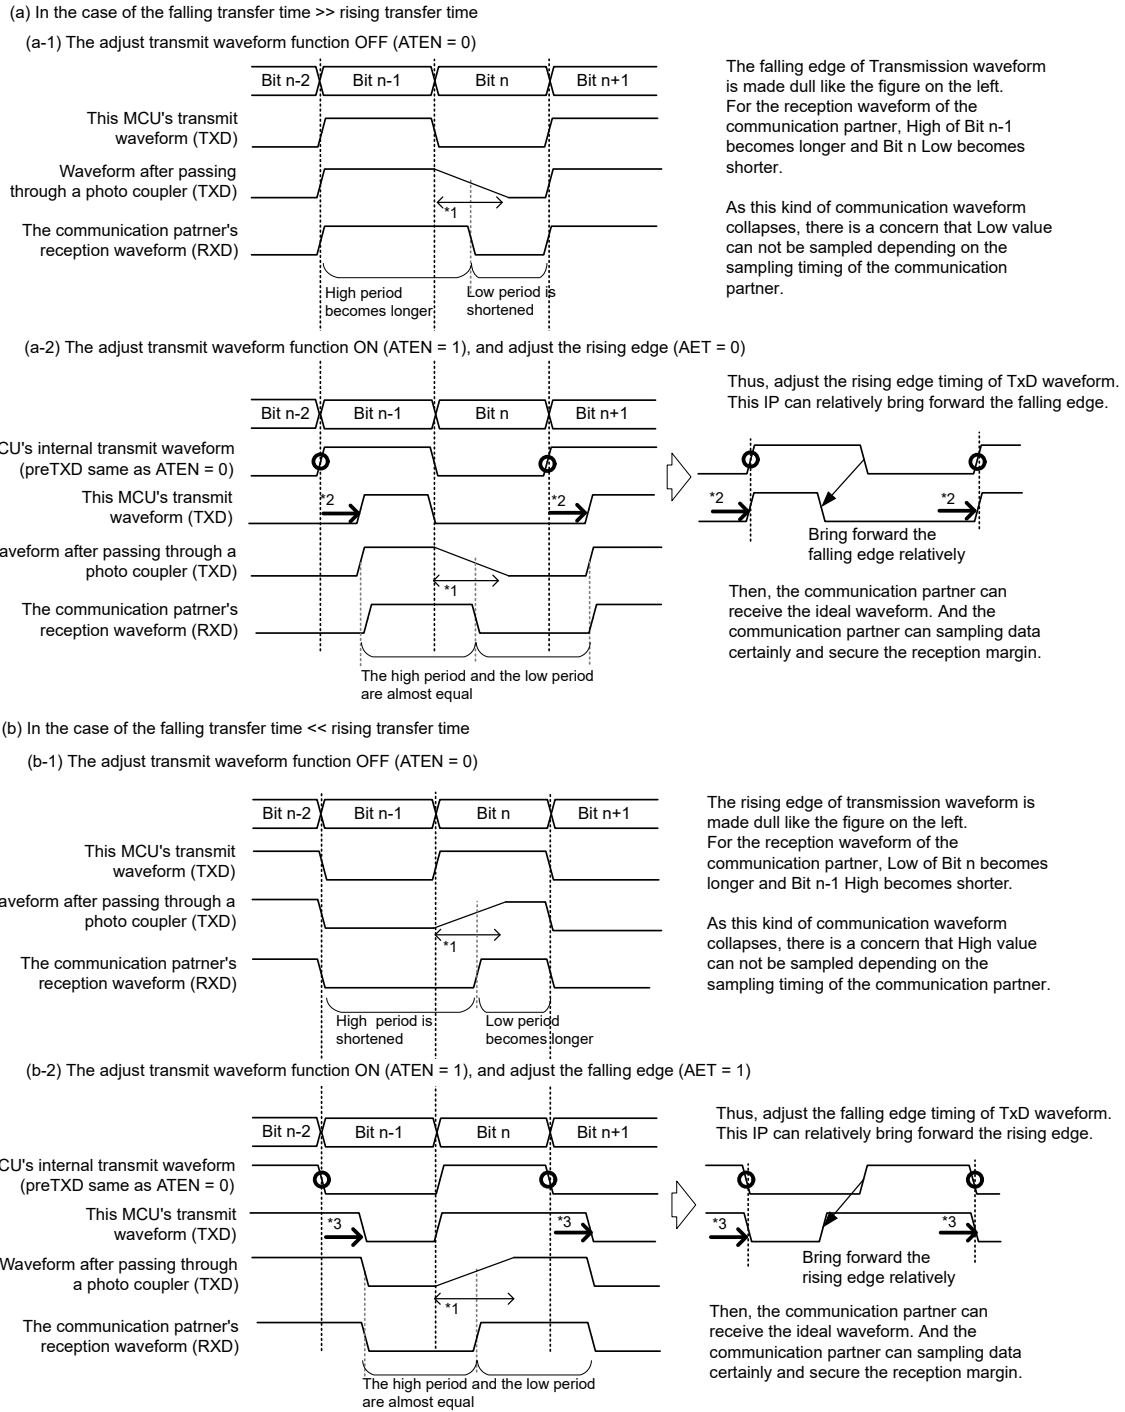 (a) In the case of the falling transfer time >> rising transfer time
(a-1) The adjust transmit waveform function OFF (ATEN = 0)
Bit n-2 Bit n-1 Bit n Bit n+1
This MCU's transmit
waveform (TXD)
Waveform after passing
through a photo coupler (TXD)
*1
The communication patrner's
reception waveform (RXD)
High period
becomes longer
Low period is
shortened
The falling edge of Transmission waveform
is made dull like the figure on the left.
For the reception waveform of the
communication partner, High of Bit n-1
becomes longer and Bit n Low becomes
shorter.
As this kind of communication waveform
collapses, there is a concern that Low value
can not be sampled depending on the
sampling timing of the communication
partner.
(a-2) The adjust transmit waveform function ON (ATEN = 1), and adjust the rising edge (AET = 0)
Bit n-2 Bit n-1 Bit n Bit n+1
CU's internal transmit waveform
(preTXD same as ATEN = 0)
This MCU's transmit
waveform (TXD)
*2 *2
aveform after passing through a
photo coupler (TXD)
*1
The communication patrner's
reception waveform (RXD)
The high period and the low period
are almost equal
Thus, adjust the rising edge timing of TxD waveform.
This IP can relatively bring forward the falling edge.
*2 *2
Bring forward the
falling edge relatively
Then, the communication partner can
receive the ideal waveform. And the
communication partner can sampling data
certainly and secure the reception margin.
(b) In the case of the falling transfer time << rising transfer time
(b-1) The adjust transmit waveform function OFF (ATEN = 0)
Bit n-2 Bit n-1 Bit n Bit n+1
This MCU's transmit
waveform (TXD)
aveform after passing through a
photo coupler (TXD)
*1
The communication patrner's
reception waveform (RXD)
High period is
shortened
Low period
becomes longer
The rising edge of transmission waveform is
made dull like the figure on the left.
For the reception waveform of the
communication partner, Low of Bit n becomes
longer and Bit n-1 High becomes shorter.
As this kind of communication waveform
collapses, there is a concern that High value
can not be sampled depending on the
sampling timing of the communication partner.
(b-2) The adjust transmit waveform function ON (ATEN = 1), and adjust the falling edge (AET = 1)
Bit n-2 Bit n-1 Bit n Bit n+1
CU's internal transmit waveform
(preTXD same as ATEN = 0)
This MCU's transmit
waveform (TXD)
*3 *3
Waveform after passing through
a photo coupler (TXD)
*1
The communication patrner's
reception waveform (RXD)
The high period and the low period
are almost equal
Thus, adjust the falling edge timing of TxD waveform.
This IP can relatively bring forward the rising edge.
*3 *3
Bring forward the
rising edge relatively
Then, the communication partner can
receive the ideal waveform. And the
communication partner can sampling data
certainly and secure the reception margin.